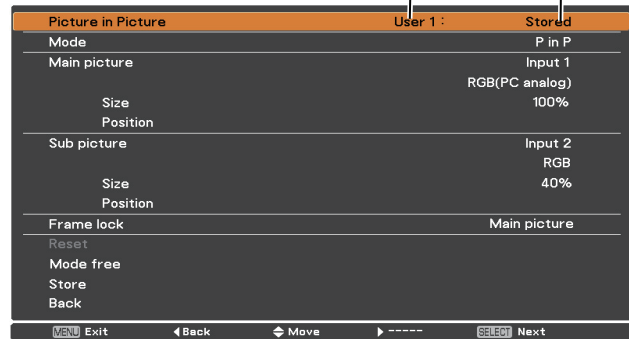 Picture in Picture User 1 : Stored
Mode P in P
Main picture Input 1
RGB(PC analog)
Size 100%
Position
Sub picture Input 2
RGB
Size 40%
Position
Frame lock Main picture
Reset
Mode free
Store
Back
MENU Exit ◀Back Move ▶----- SELECT Next